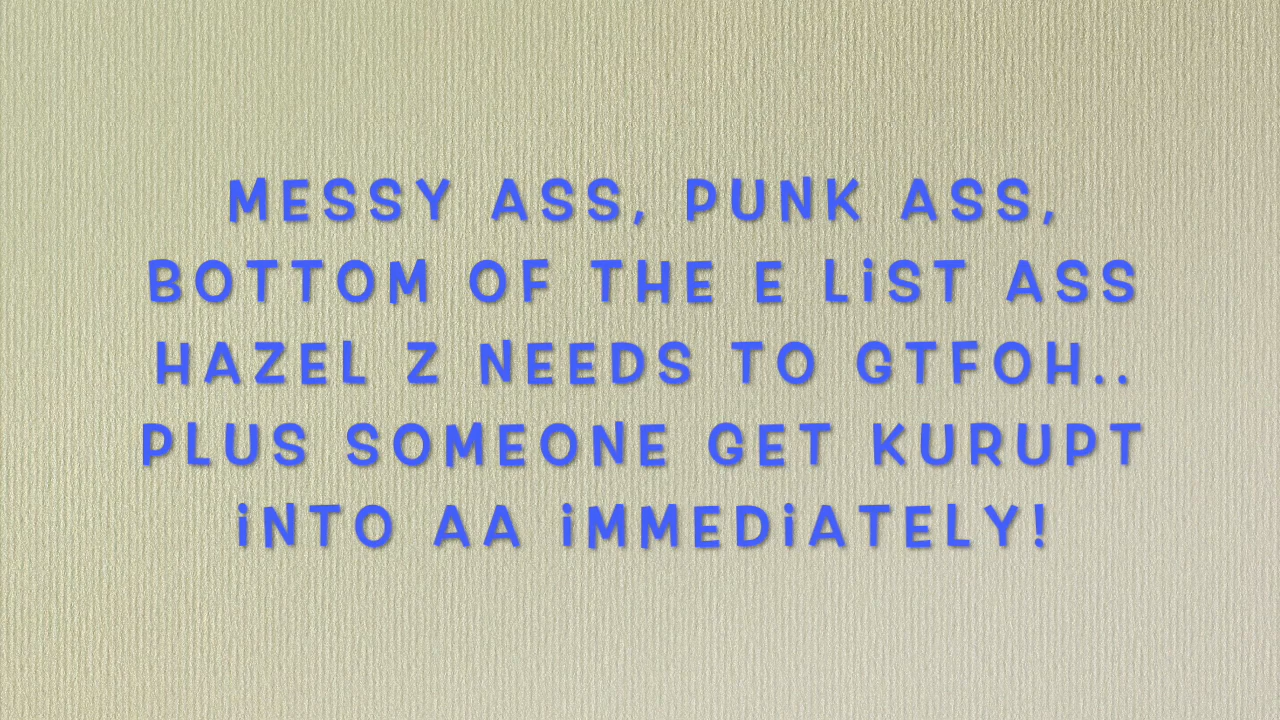 MESSY ASS, PUNK ASS,
BOTTOM OF THE E LiST ASS
HAZEL Z NEEDS TO GTFOH..
PLUS SOMEONE GET KURUPT
iNTO AA iMMEDiATELY!